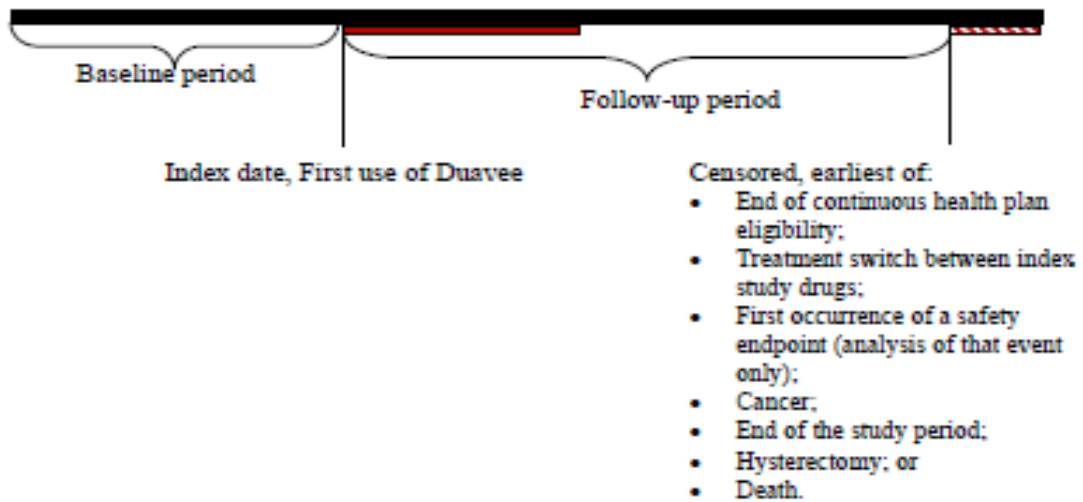 Baseline period
Follow-up period
Index date, First use of Duavee
Censored, earliest of:
• End of continuous health plan
eligibility;
• Treatment switch between index
study drugs;
• First occurrence of a safety
endpoint (analysis of that event
only);
• Cancer;
• End of the study period;
• Hysterectomy; or
• Death.